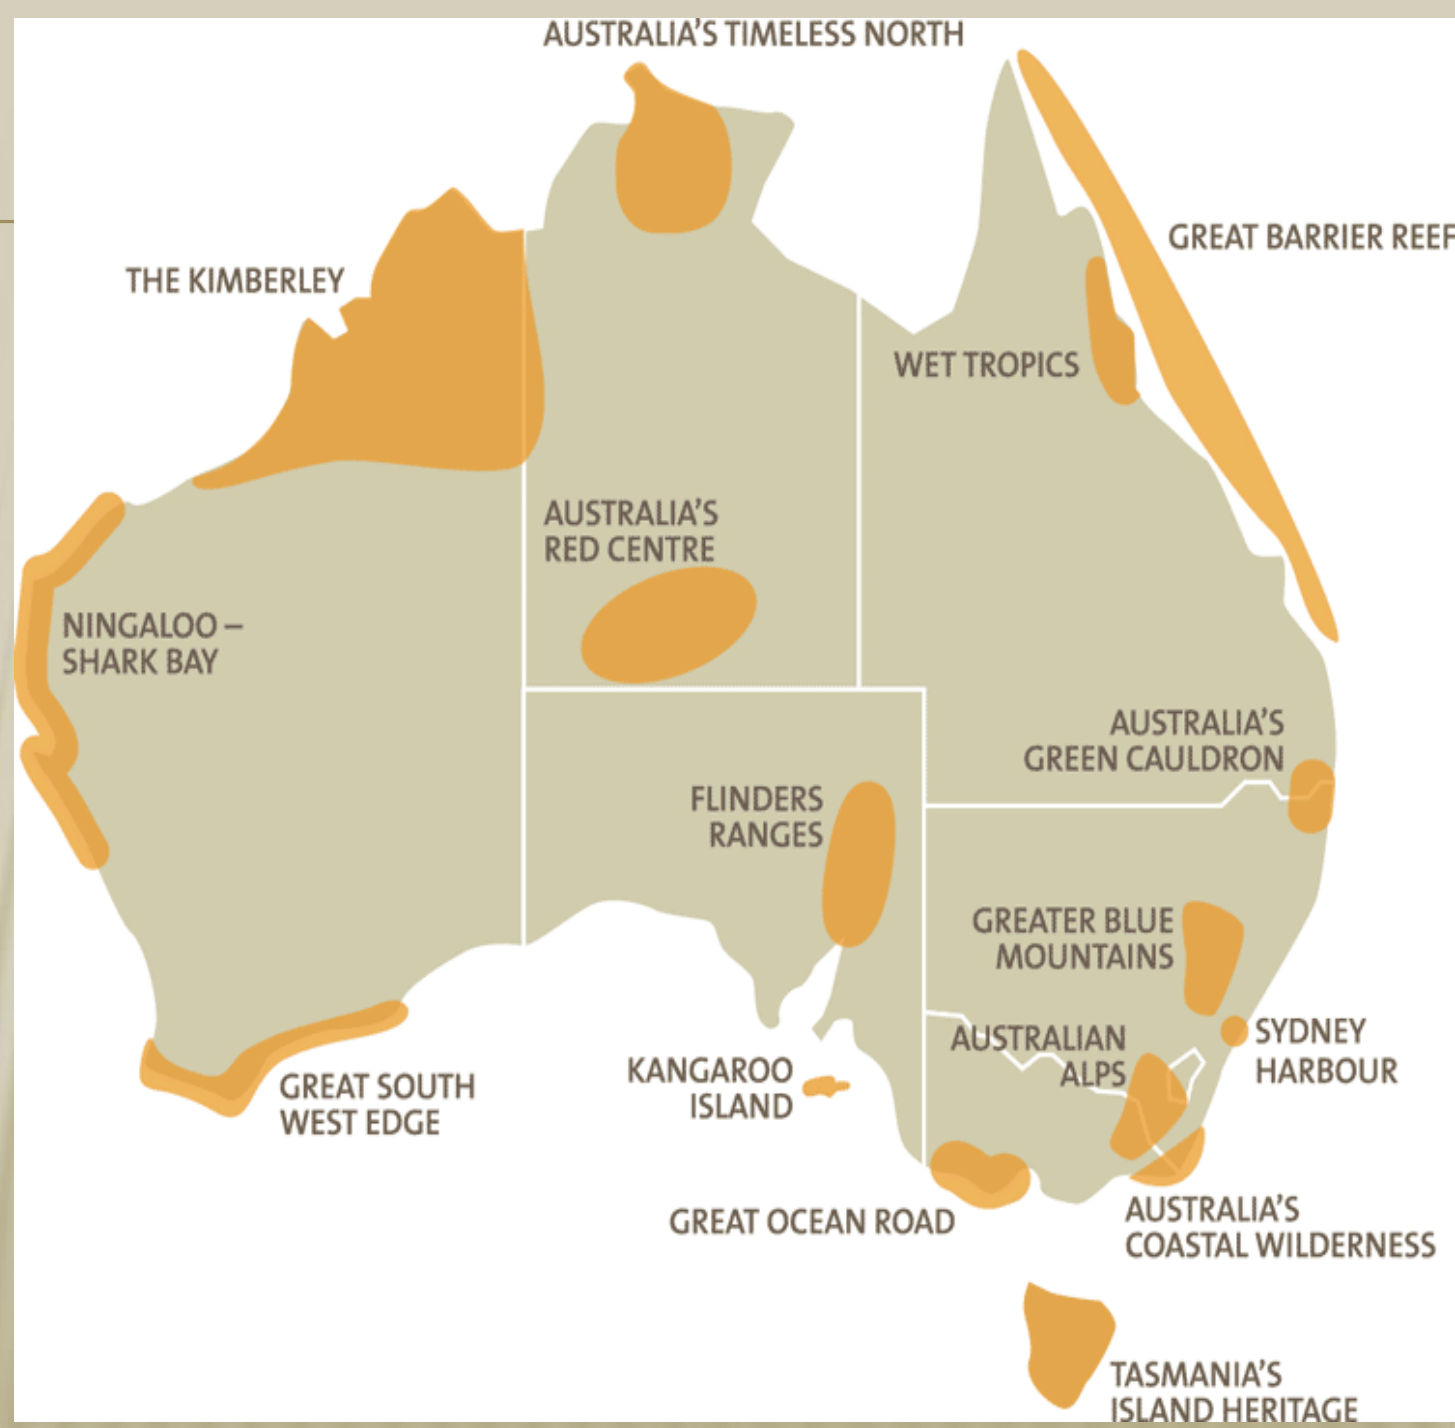 AUSTRALIA'S TIMELESS NORTH
GREAT BARRIER REEF
THE KIMBERLEY
WET TROPICS
AUSTRALIA'S
RED CENTRE
NINGALOO –
SHARK BAY
AUSTRALIA'S
GREEN CAULDRON
FLINDERS
RANGES
GREATER BLUE
MOUNTAINS
SYDNEY
HARBOUR
AUSTRALIAN
ALPS
KANGAROO
ISLAND
GREAT SOUTH
WEST EDGE
GREAT OCEAN ROAD
AUSTRALIA'S
COASTAL WILDERNESS
TASMANIA'S
ISLAND HERITAGE